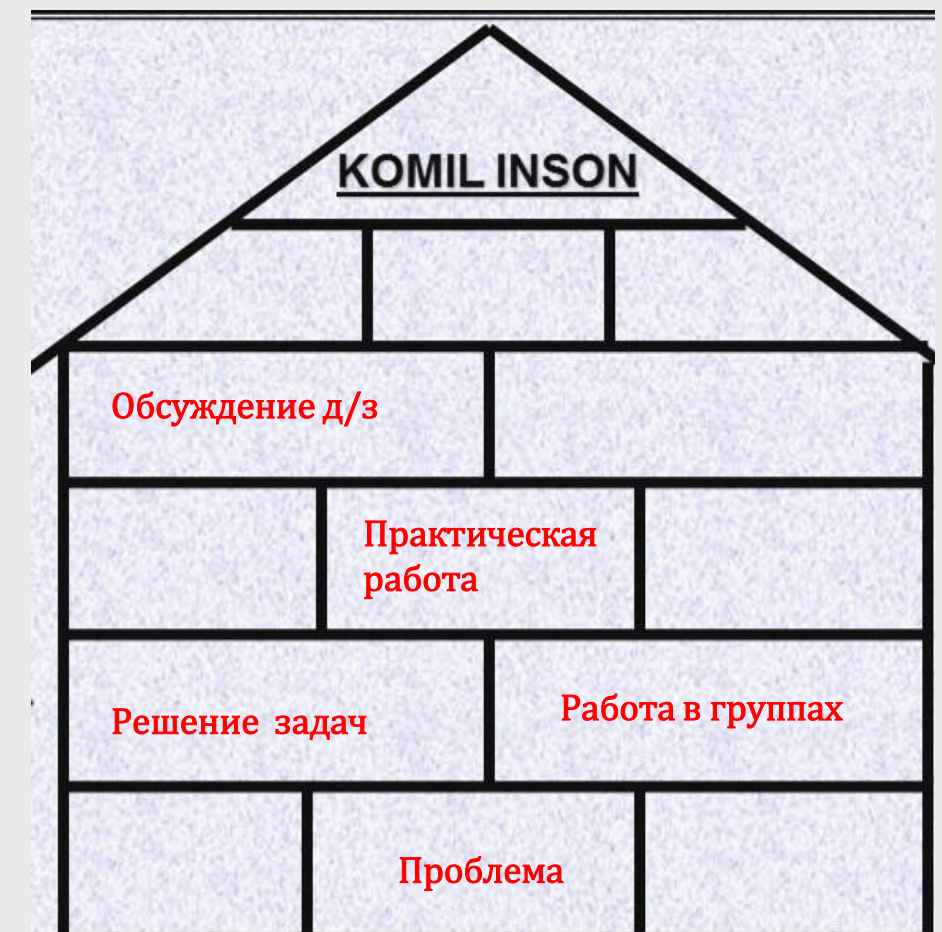 KOMIL INSON
Обсуждение д/з
Практическая
работа
Решение задач
Работа в группах
Проблема